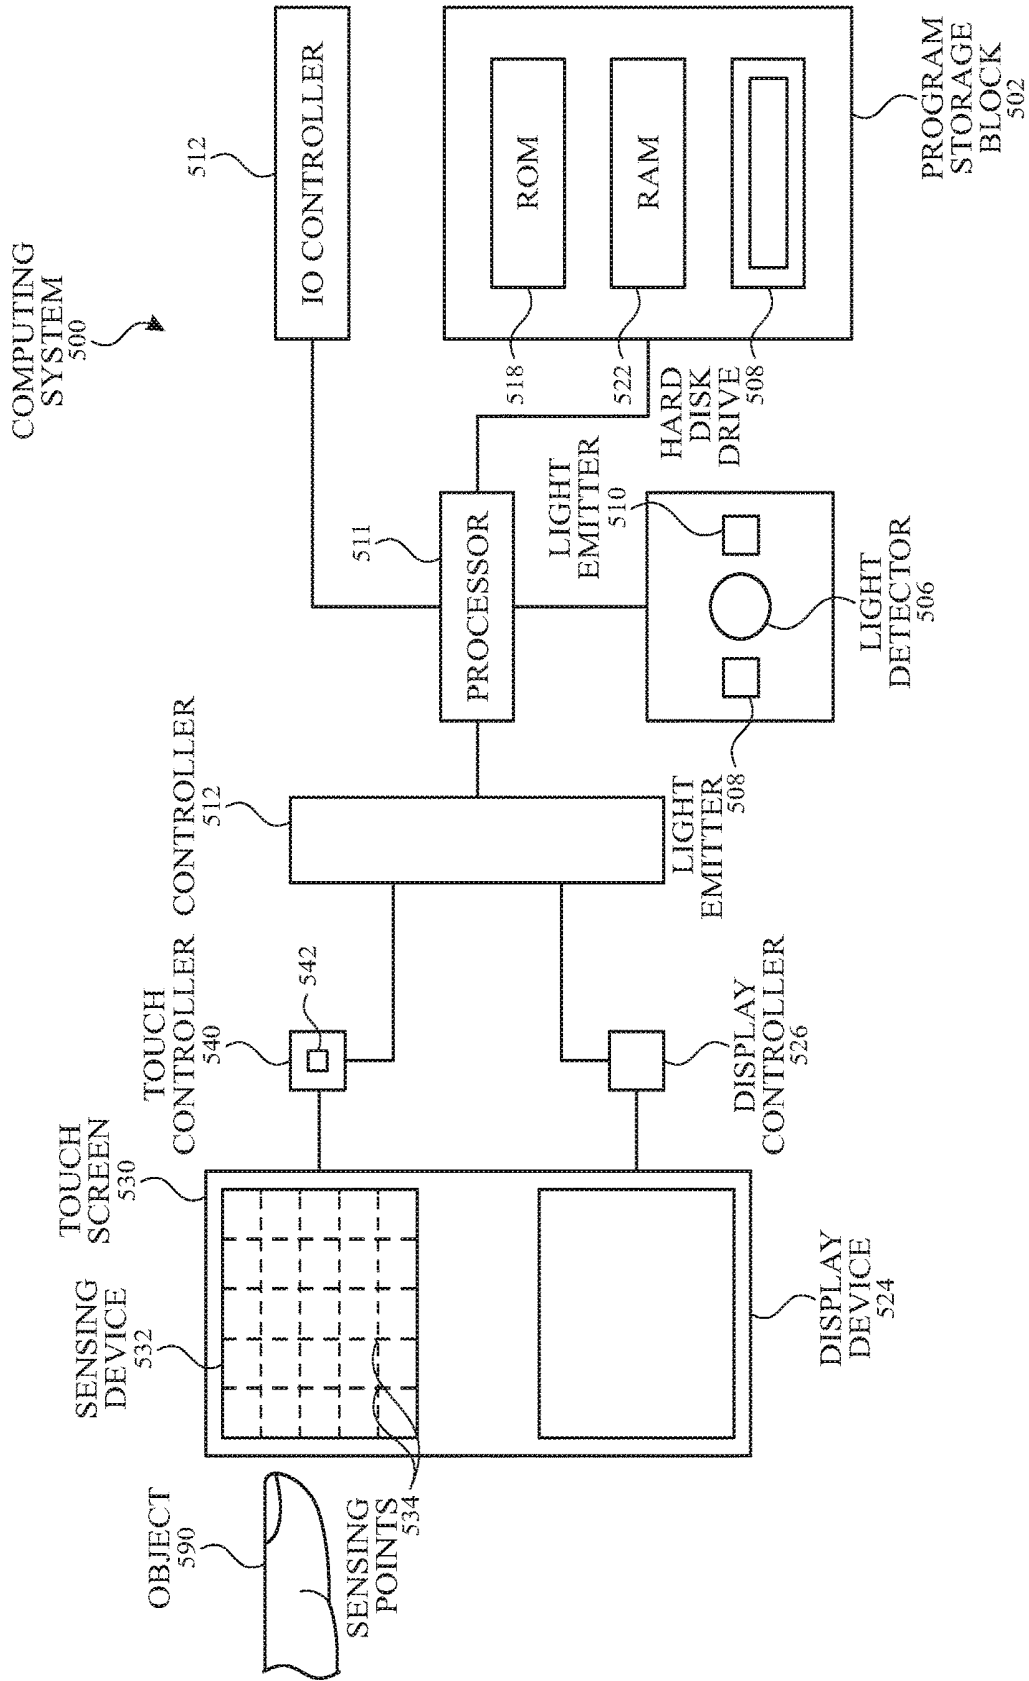 COMPUTING
SYSTEM
500
OBJECT
590
SENSING
DEVICE
532
TOUCH
SCREEN
530
TOUCH
CONTROLLER
540
542
CONTROLLER
512
511
PROCESSOR
512
IO CONTROLLER
SENSING
POINTS
534
DISPLAY
DEVICE
524
DISPLAY
CONTROLLER
526
LIGHT
EMITTER
508
LIGHT
EMITTER
510
LIGHT
DETECTOR
506
518
ROM
522
RAM
HARD
DISK
DRIVE
508
PROGRAM
STORAGE
BLOCK
502